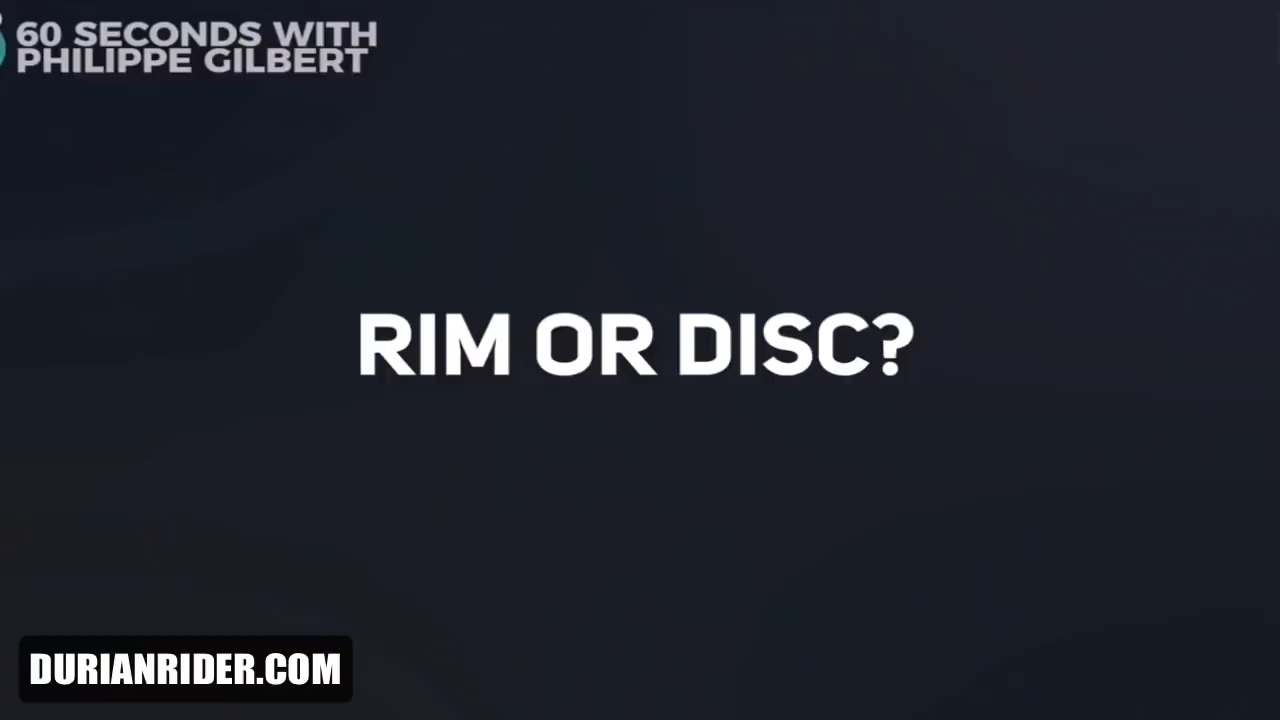 60 SECONDS WITH
PHILIPPE GILBERT
RIM OR DISC?
DURIANRIDER.COM